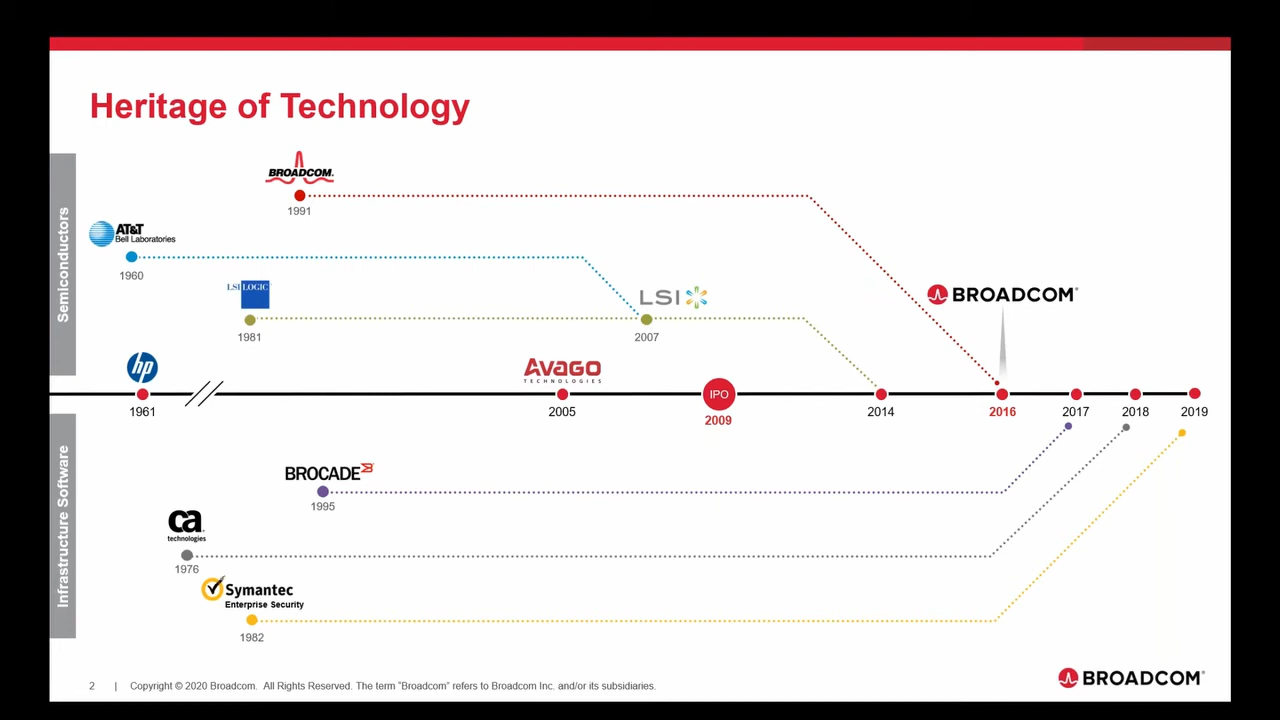 Heritage of Technology
Semiconductors
BROADCOM.
1991
AT&T
Bell Laboratories
1960
LSI LOGIC
1981
LSI
2007
hp
1961
AVAGO
TECHNOLOGIES
2005
IPO
2009
2014
BROADCOM®
2016
2017
2018
2019
Infrastructure Software
BROCADE
1995
ca
technologies
1976
Symantec
Enterprise Security
1982
2 | Copyright © 2020 Broadcom. All Rights Reserved. The term “Broadcom” refers to Broadcom Inc. and/or its subsidiaries.
BROADCOM®